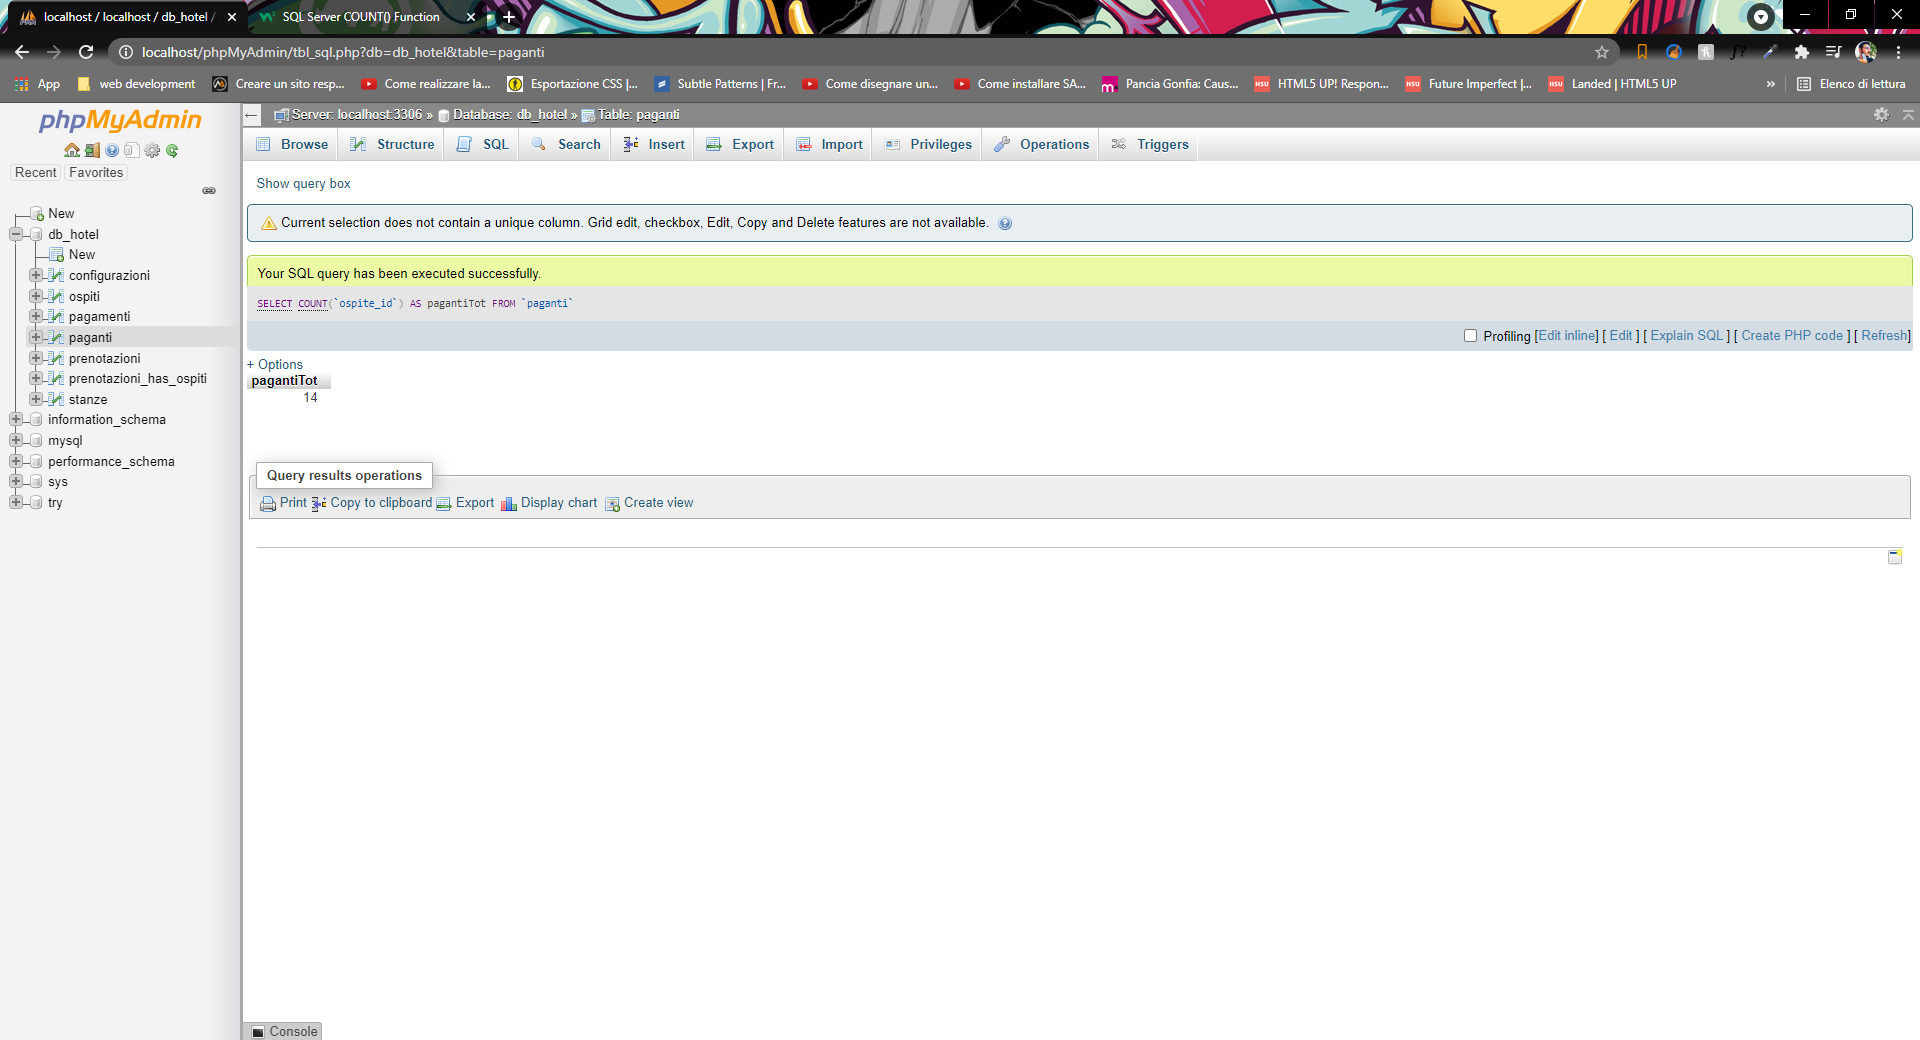 localhost / localhost / db_hotel /
SQL Server COUNT() Function
localhost/phpMyAdmin/tbl_sql.php?db=db_hotel&table=paganti
App
web development
Creare un sito resp...
Come realizzare la...
Esportazione CSS |...
Subtle Patterns | Fr...
Come disegnare un...
Come installare SA...
Pancia Gonfia: Caus...
HTML5 UP! Respon...
Future Imperfect |...
Landed | HTML5 UP
»
Elenco di lettura
phpMyAdmin
Recent
Favorites
New
db_hotel
New
configurazioni
ospiti
pagamenti
paganti
prenotazioni
prenotazioni_has_ospiti
stanze
information_schema
mysql
performance_schema
sys
try
Server: localhost:3306 » Database: db_hotel » Table: paganti
Browse
Structure
SQL
Search
Insert
Export
Import
Privileges
Operations
Triggers
Show query box
Current selection does not contain a unique column. Grid edit, checkbox, Edit, Copy and Delete features are not available.
Your SQL query has been executed successfully.
SELECT COUNT(`ospite_id`) AS pagantiTot FROM `paganti`
Profiling [Edit inline] [ Edit ] [ Explain SQL ] [ Create PHP code ] [ Refresh]
+ Options
pagantiTot
14
Query results operations
Print
Copy to clipboard
Export
Display chart
Create view
Console